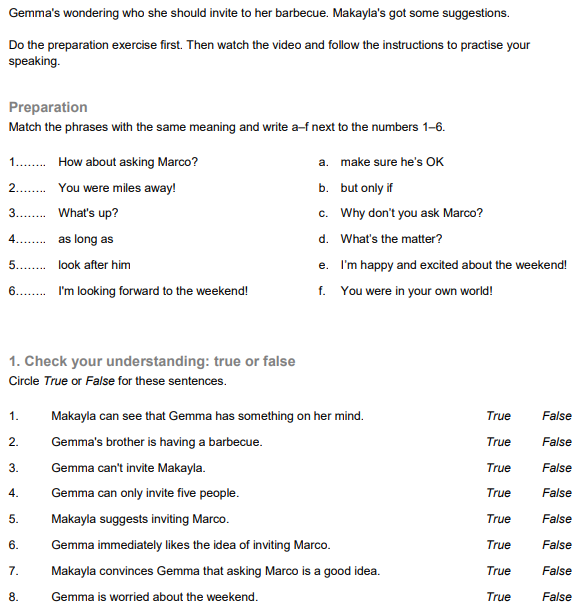 Gemma's wondering who she should invite to her barbecue. Makayla's got some suggestions.
Do the preparation exercise first. Then watch the video and follow the instructions to practise your
speaking.
Preparation
Match the phrases with the same meaning and write a–f next to the numbers 1–6.
1........ How about asking Marco? a. make sure he's OK
2........ You were miles away! b. but only if
3........ What's up? c. Why don't you ask Marco?
4........ as long as d. What's the matter?
5........ look after him e. I'm happy and excited about the weekend!
6........ I'm looking forward to the weekend! f. You were in your own world!
1. Check your understanding: true or false
Circle True or False for these sentences.
1. Makayla can see that Gemma has something on her mind. True False
2. Gemma's brother is having a barbecue. True False
3. Gemma can't invite Makayla. True False
4. Gemma can only invite five people. True False
5. Makayla suggests inviting Marco. True False
6. Gemma immediately likes the idea of inviting Marco. True False
7. Makayla convinces Gemma that asking Marco is a good idea. True False
8. Gemma is worried about the weekend. True False